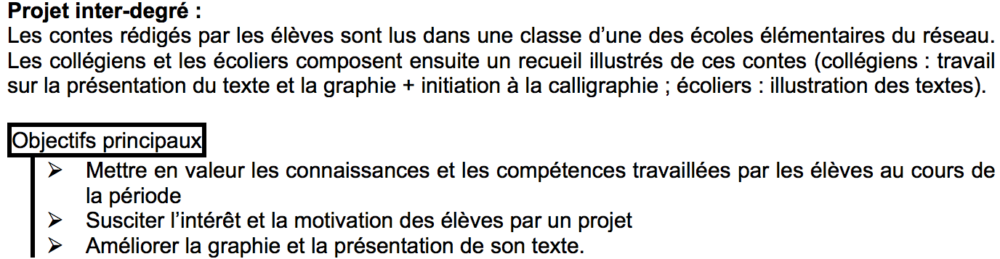 Projet inter-degré :
Les contes rédigés par les élèves sont lus dans une classe d’une des écoles élémentaires du réseau.
Les collégiens et les écoliers composent ensuite un recueil illustrés de ces contes (collégiens : travail
sur la présentation du texte et la graphie + initiation à la calligraphie ; écoliers : illustration des textes).
Objectifs principaux
➢ Mettre en valeur les connaissances et les compétences travaillées par les élèves au cours de
la période
➢ Susciter l’intérêt et la motivation des élèves par un projet
➢ Améliorer la graphie et la présentation de son texte.